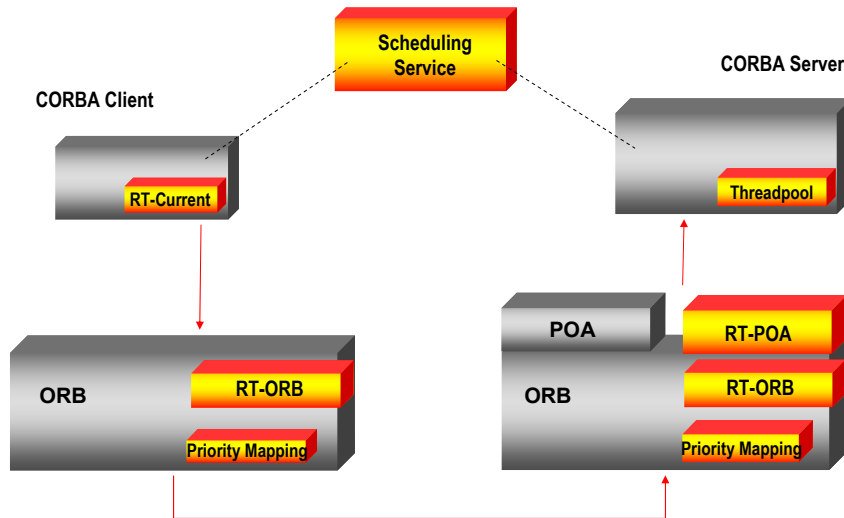 Scheduling
Service
CORBA Server
CORBA Client
RT-Current
Threadpool
POA
RT-POA
ORB
RT-ORB
ORB
RT-ORB
Priority Mapping
Priority Mapping